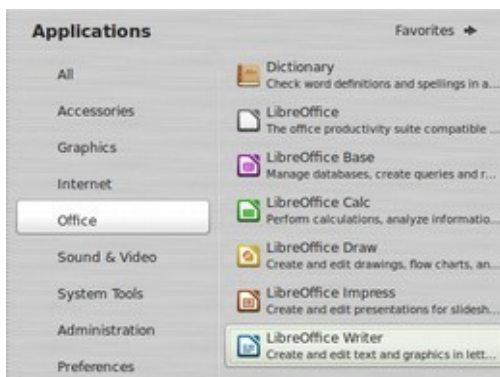 Applications
Favorites
All
Accessories
Graphics
Internet
Office
Sound & Video
System Tools
Administration
Preferences
Dictionary
Check word definitions and spellings in a...
LibreOffice
The office productivity suite compatible ...
LibreOffice Base
Manage databases, create queries and r...
LibreOffice Calc
Perform calculations, analyze informatio...
LibreOffice Draw
Create and edit drawings, flow charts, an...
LibreOffice Impress
Create and edit presentations for slidesh...
LibreOffice Writer
Create and edit text and graphics in lett...